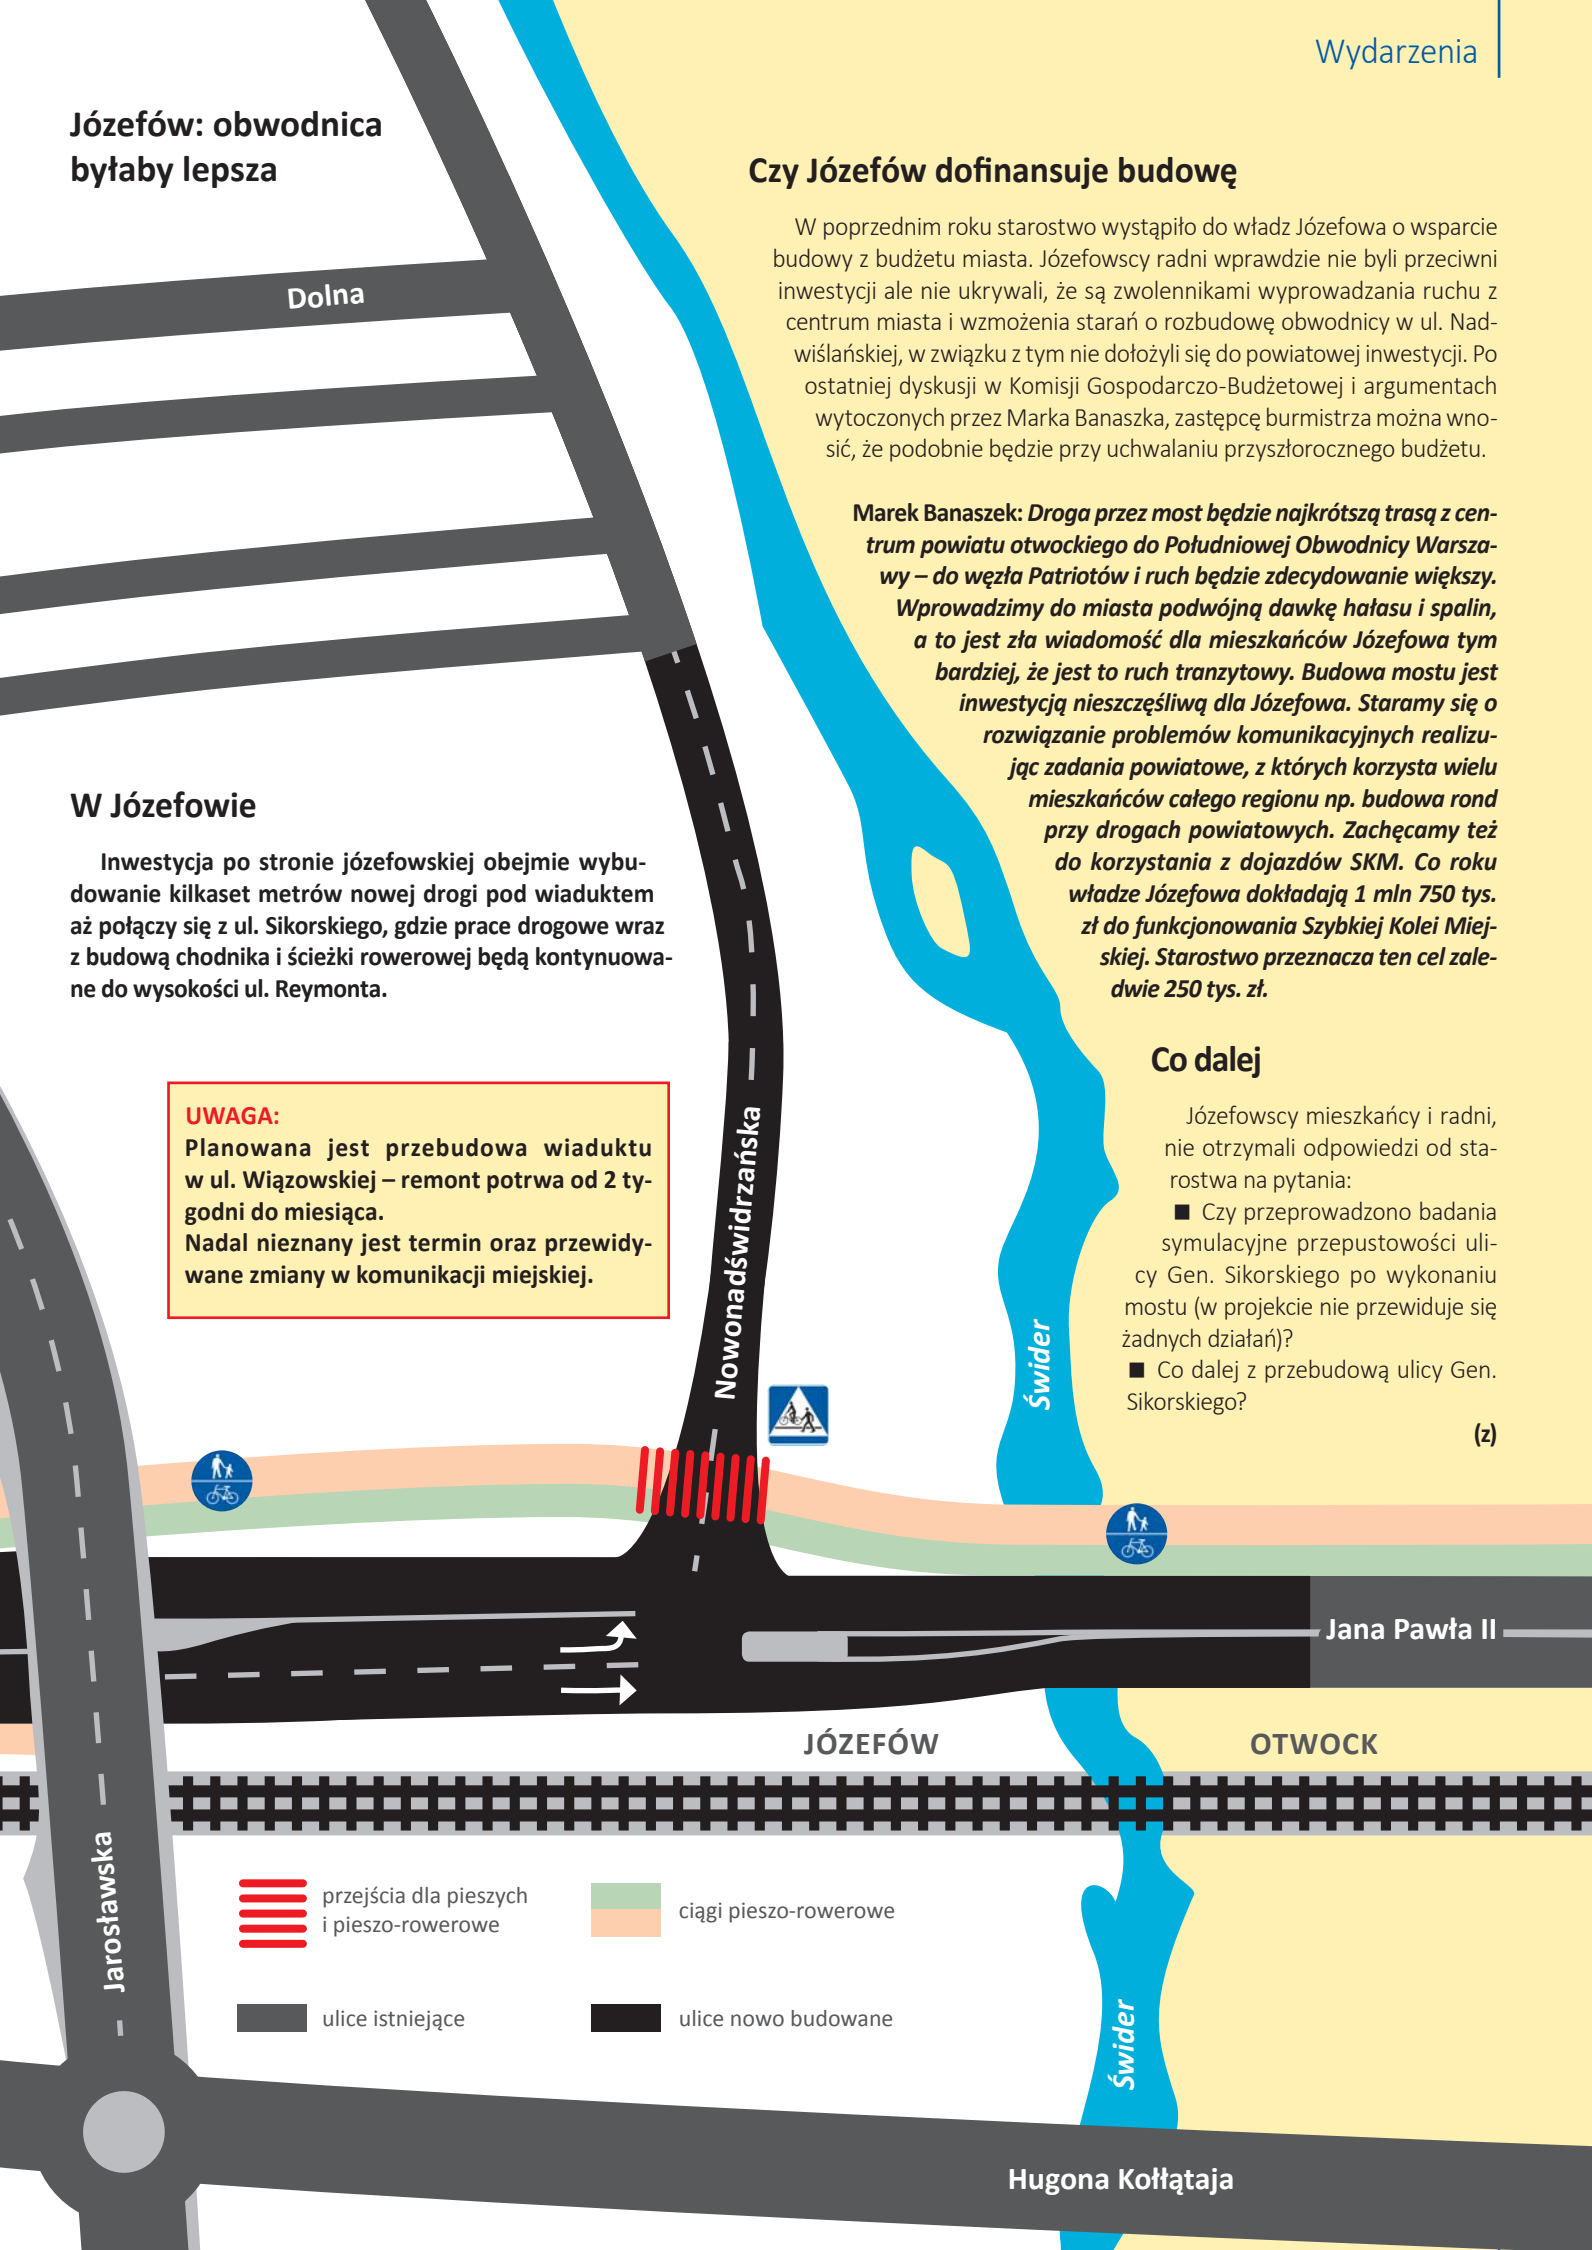 Wydarzenia
Józefów: obwodnica
byłaby lepsza
Czy Józefów dofinansuje budowę
W poprzednim roku starostwo wystąpiło do władz Józefowa o wsparcie
budowy z budżetu miasta. Józefowscy radni wprawdzie nie byli przeciwni
inwestycji ale nie ukrywali, że są zwolennikami wyprowadzania ruchu z
centrum miasta i wzmożenia starań o rozbudowę obwodnicy w ul. Nad-
wiślańskiej, w związku z tym nie dołożyli się do powiatowej inwestycji. Po
ostatniej dyskusji w Komisji Gospodarczo-Budżetowej i argumentach
wytoczonych przez Marka Banaszka, zastępcę burmistrza można wno-
sić, że podobnie będzie przy uchwalaniu przyszłorocznego budżetu.
Marek Banaszek: Droga przez most będzie najkrótszą trasą z cen-
trum powiatu otwockiego do Południowej Obwodnicy Warsza-
wy – do węzła Patriotów i ruch będzie zdecydowanie większy.
Wprowadzimy do miasta podwójną dawkę hałasu i spalin,
a to jest zła wiadomość dla mieszkańców Józefowa tym
bardziej, że jest to ruch tranzytowy. Budowa mostu jest
inwestycją nieszczęśliwą dla Józefowa. Staramy się o
rozwiązanie problemów komunikacyjnych realizu-
jąc zadania powiatowe, z których korzysta wielu
mieszkańców całego regionu np. budowa rond
przy drogach powiatowych. Zachęcamy też
do korzystania z dojazdów SKM. Co roku
władze Józefowa dokładają 1 mln 750 tys.
zł do funkcjonowania Szybkiej Kolei Miej-
skiej. Starostwo przeznacza ten cel zale-
dwie 250 tys. zł.
Co dalej
Józefowscy mieszkańcy i radni,
nie otrzymali odpowiedzi od sta-
rostwa na pytania:
■ Czy przeprowadzono badania
symulacyjne przepustowości uli-
cy Gen. Sikorskiego po wykonaniu
mostu (w projekcie nie przewiduje się
żadnych działań)?
■ Co dalej z przebudową ulicy Gen.
Sikorskiego?
(z)
Dolna
W Józefowie
Inwestycja po stronie józefowskiej obejmie wybu-
dowanie kilkaset metrów nowej drogi pod wiaduktem
aż połączy się z ul. Sikorskiego, gdzie prace drogowe wraz
z budową chodnika i ścieżki rowerowej będą kontynuowa-
ne do wysokości ul. Reymonta.
UWAGA:
Planowana jest przebudowa wiaduktu
w ul. Wiązowskiej – remont potrwa od 2 ty-
godni do miesiąca.
Nadal nieznany jest termin oraz przewidy-
wane zmiany w komunikacji miejskiej.
Nowonadświdrzańska
Świder
Jana Pawła II
JÓZEFÓW
OTWOCK
Jarosławska
przejścia dla pieszych
i pieszo-rowerowe
ciągi pieszo-rowerowe
ulice istniejące
ulice nowo budowane
Świder
Hugona Kołłątaja